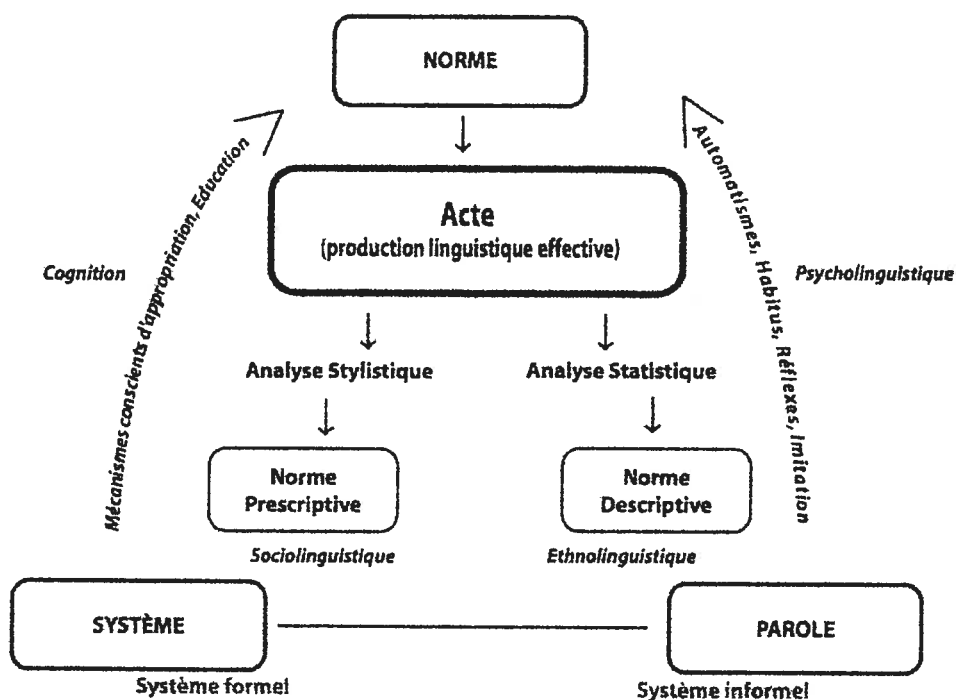 NORME
Acte
(production linguistique effective)
Cognition
Mécanismes conscients d'appropriation, Education
Automatismes, Habitus, Réflexes, Imitation
Psycholinguistique
Analyse Stylistique
Analyse Statistique
Norme
Prescriptive
Norme
Descriptive
Sociolinguistique
Ethnolinguistique
SYSTÈME
PAROLE
Système formel
Système informel